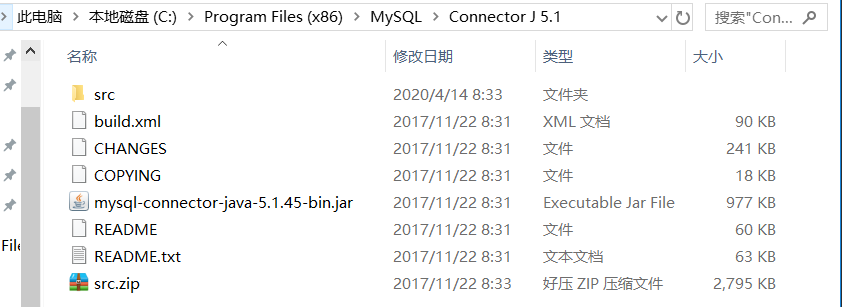 此电脑 本地磁盘 (C:) Program Files (x86) MySQL Connector J 5.1 搜索"Con...
名称 修改日期 类型 大小
src 2020/4/14 8:33 文件夹
build.xml 2017/11/22 8:31 XML 文档 90 KB
CHANGES 2017/11/22 8:31 文件 241 KB
COPYING 2017/11/22 8:31 文件 18 KB
mysql-connector-java-5.1.45-bin.jar 2017/11/22 8:31 Executable Jar File 977 KB
README 2017/11/22 8:31 文件 60 KB
File
README.txt 2017/11/22 8:31 文本文档 63 KB
src.zip 2017/11/22 8:33 好压 ZIP 压缩文件 2,795 KB